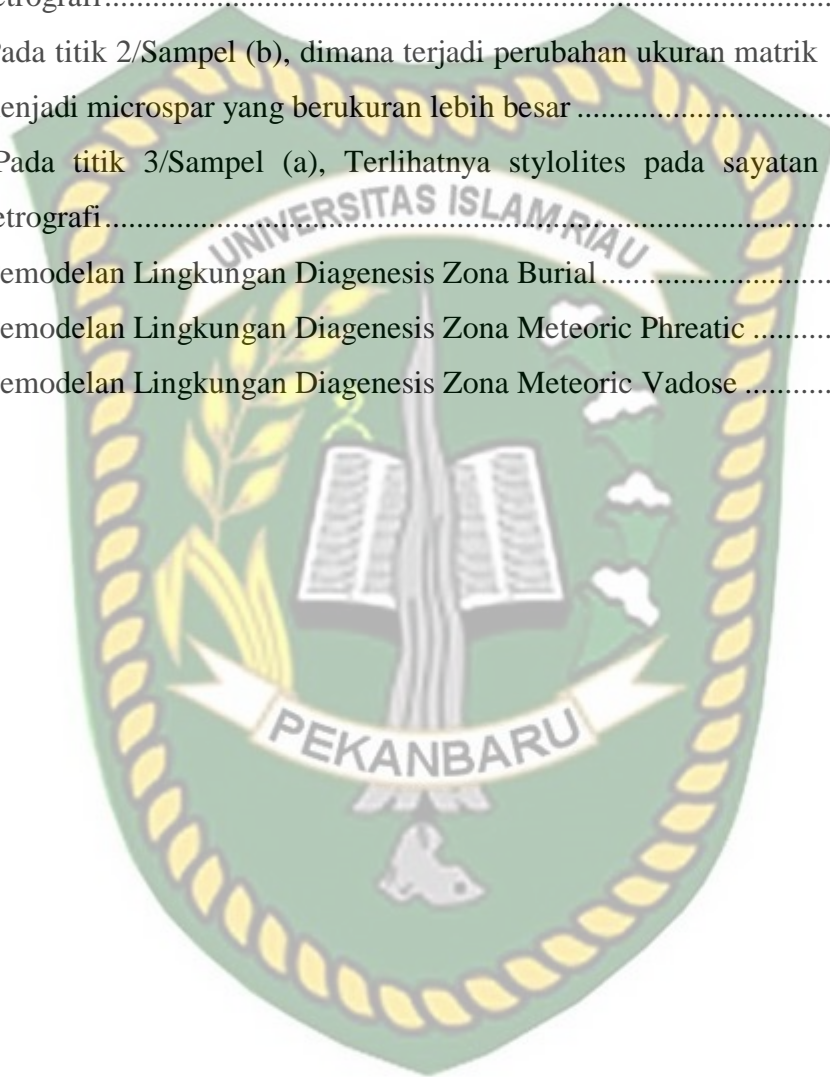 etrografi
Pada titik 2/Sampel (b), dimana terjadi perubahan ukuran matrik
enjadi microspar yang berukuran lebih besar
Pada titik 3/Sampel (a), Terlihatnya stylolites pada sayatan
etrografi
emodelan Lingkungan Diagenesis Zona Burial
emodelan Lingkungan Diagenesis Zona Meteoric Phreatic
emodelan Lingkungan Diagenesis Zona Meteoric Vadose
UNIVERSITAS ISLAM RIAU
PEKANBARU